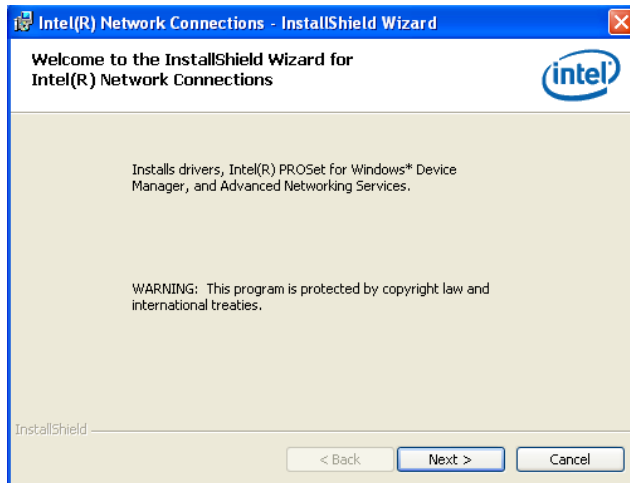 Intel(R) Network Connections - InstallShield Wizard
Welcome to the InstallShield Wizard for
Intel(R) Network Connections
intel
Installs drivers, Intel(R) PROSet for Windows* Device
Manager, and Advanced Networking Services.
WARNING: This program is protected by copyright law and
international treaties.
InstallShield
< Back Next > Cancel